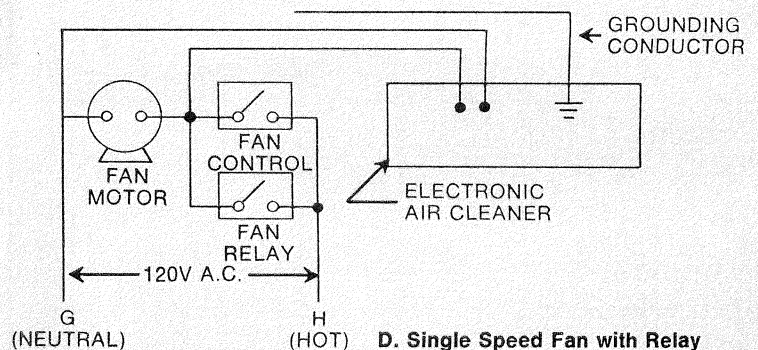 GROUNDING
CONDUCTOR
FAN
CONTROL
FAN
MOTOR
ELECTRONIC
AIR CLEANER
FAN
RELAY
120V A.C.
G
(NEUTRAL)
H
(HOT)
D. Single Speed Fan with Relay